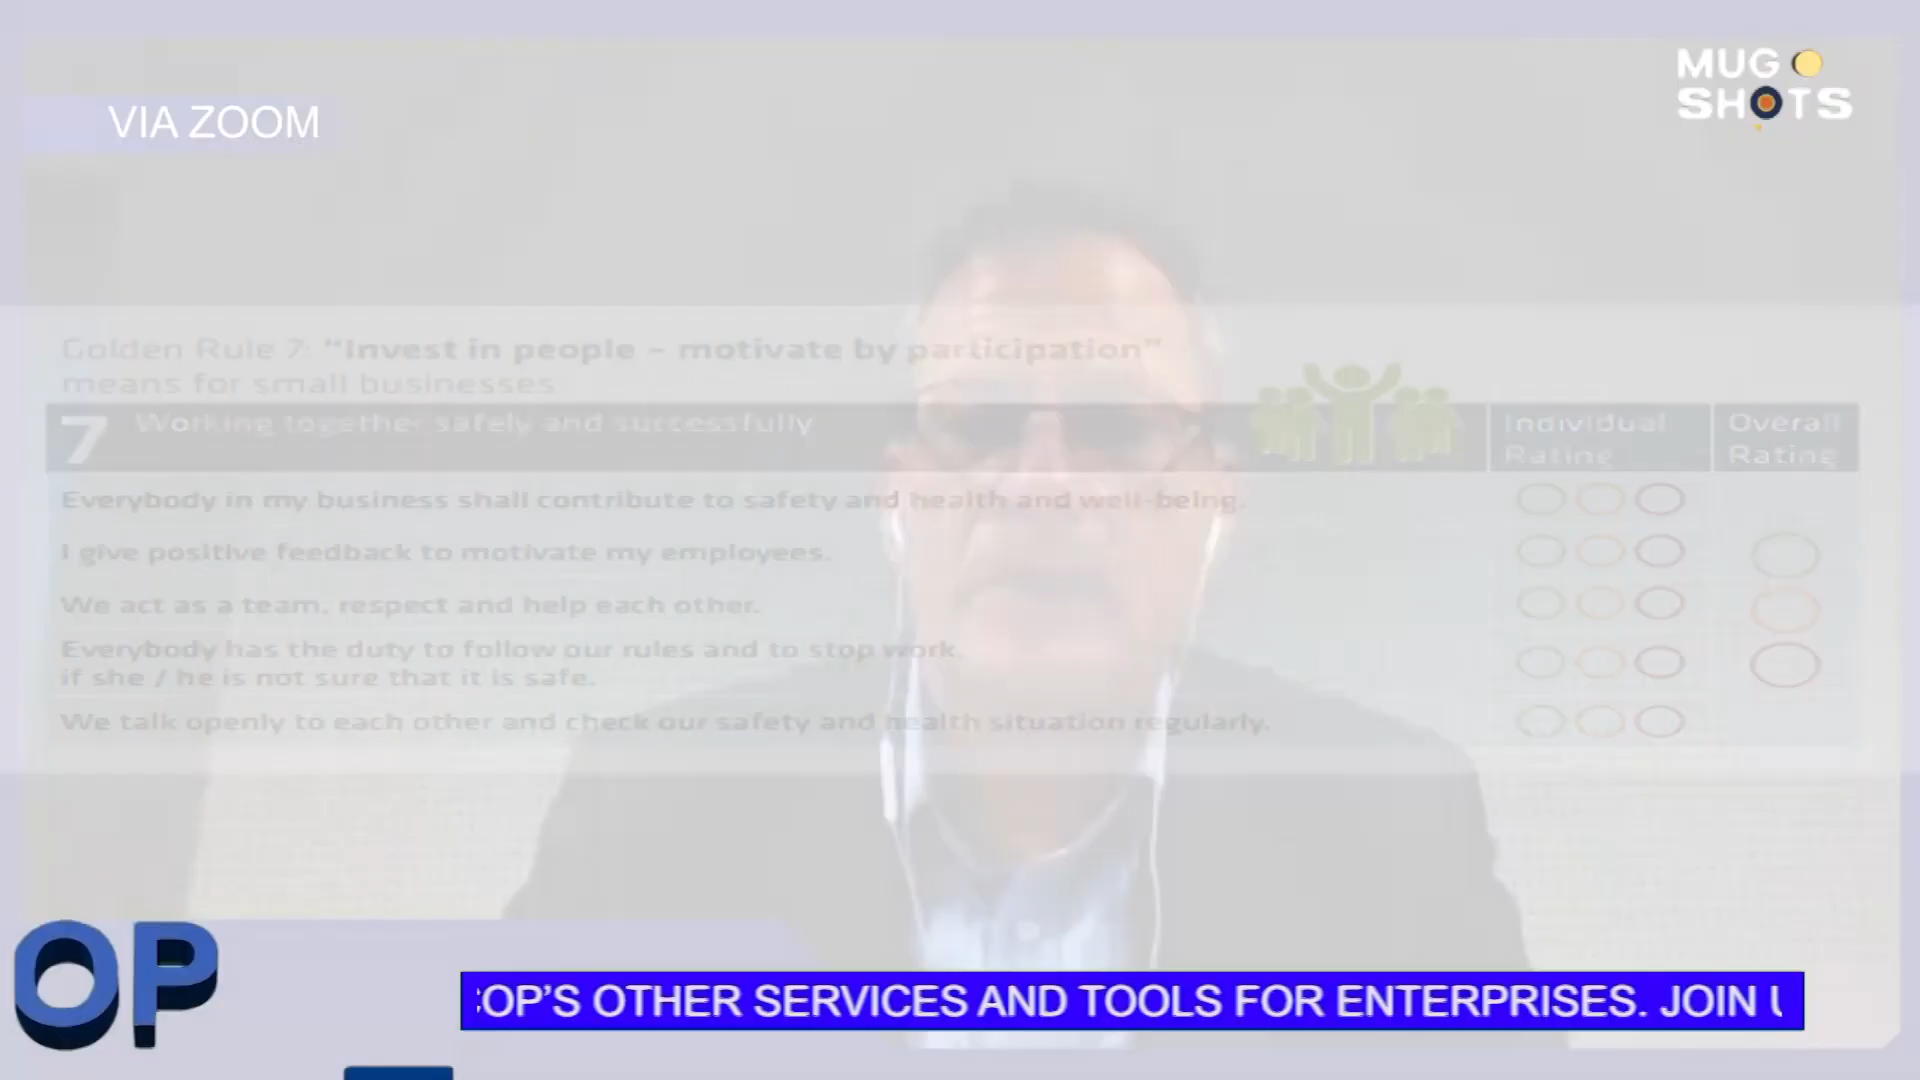 MUG
SHOTS
VIA ZOOM
Golden Rule 7: “Invest in people – motivate by participation”
means for small businesses
7 Working together safely and successfully
Individual
Rating
Overall
Rating
Everybody in my business shall contribute to safety and health and well-being.
I give positive feedback to motivate my employees.
We act as a team, respect and help each other.
Everybody has the duty to follow our rules and to stop work,
if she / he is not sure that it is safe.
We talk openly to each other and check our safety and health situation regularly.
OP
OP’S OTHER SERVICES AND TOOLS FOR ENTERPRISES. JOIN